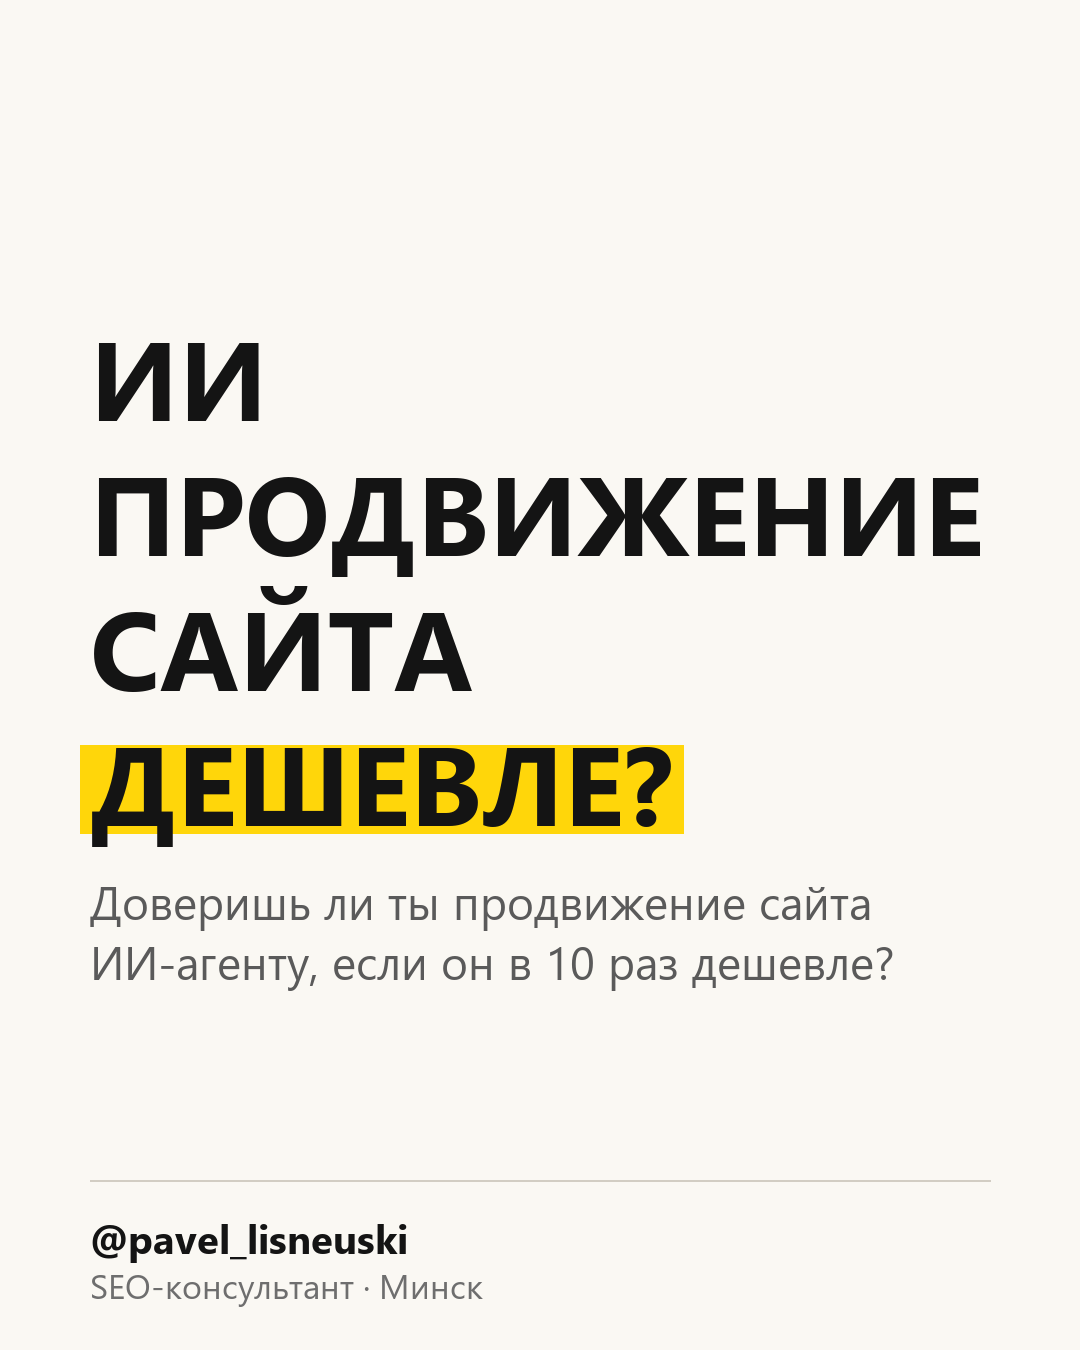 ИИ
ПРОДВИЖЕНИЕ
САЙТА
ДЕШЕВЛЕ?
Доверишь ли ты продвижение сайта
ИИ-агенту, если он в 10 раз дешевле?
@pavel_lisneuski
SEO-консультант · Минск